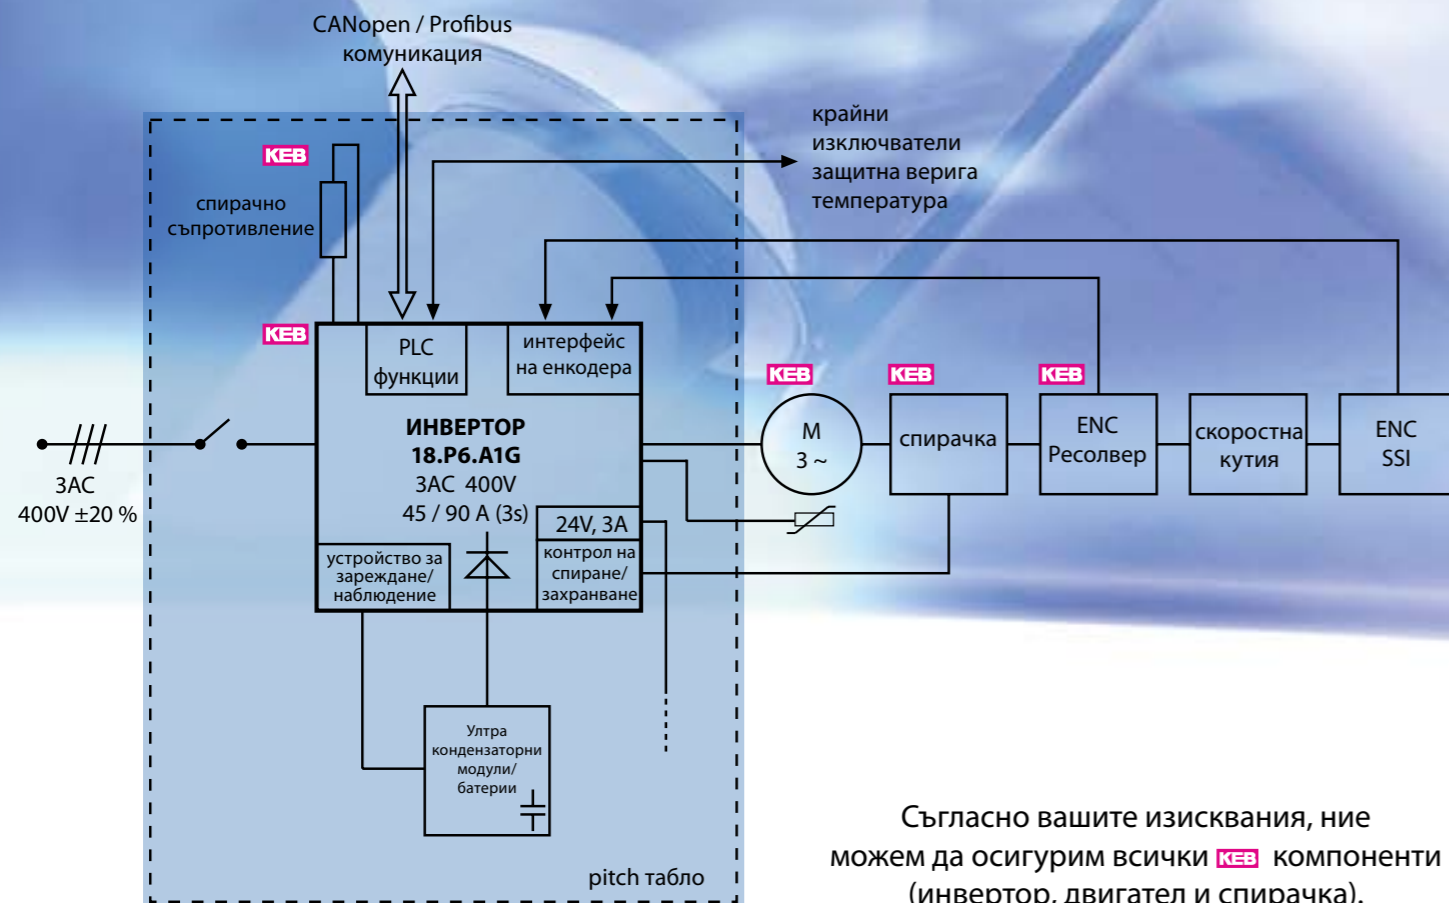 CANopen / Profibus
комуникация
крайни
изключватели
защитна верига
температура
KEB
спирачно
съпротивление
KEB
PLC
функции
интерфейс
на енкодера
ИНВЕРТОР
18.P6.A1G
3AC 400V
45 / 90 A (3s)
24V, 3A
устройство за
зареждане/
наблюдение
контрол на
спиране/
захранване
3AC
400V ±20 %
KEB
M
3 ~
KEB
спирачка
KEB
ENC
Ресолвер
скоростна
кутия
ENC
SSI
Ултра
кондензаторни
модули/
батерии
pitch табло
Съгласно вашите изисквания, ние
можем да осигурим всички KEB компоненти
(инвертор, двигател и спирачка).